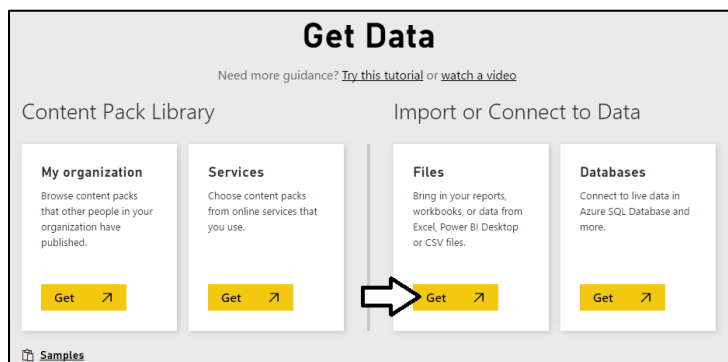 Get Data
Need more guidance? Try this tutorial or watch a video
Content Pack Library
Import or Connect to Data
My organization
Browse content packs
that other people in your
organization have
published.
Get
Services
Choose content packs
from online services that
you use.
Get
Files
Bring in your reports,
workbooks, or data from
Excel, Power BI Desktop
or CSV files.
Get
Databases
Connect to live data in
Azure SQL Database and
more.
Get
Samples